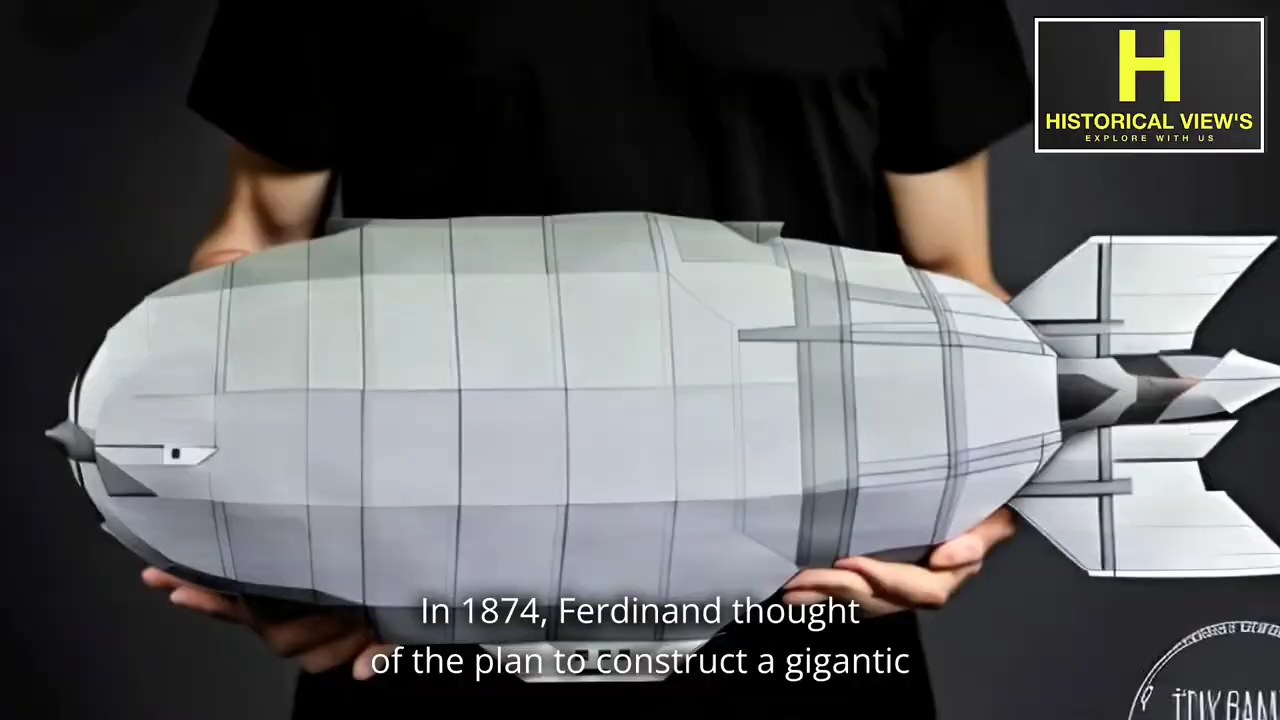 H
HISTORICAL VIEW'S
EXPLORE WITH US
In 1874, Ferdinand thought
of the plan to construct a gigantic